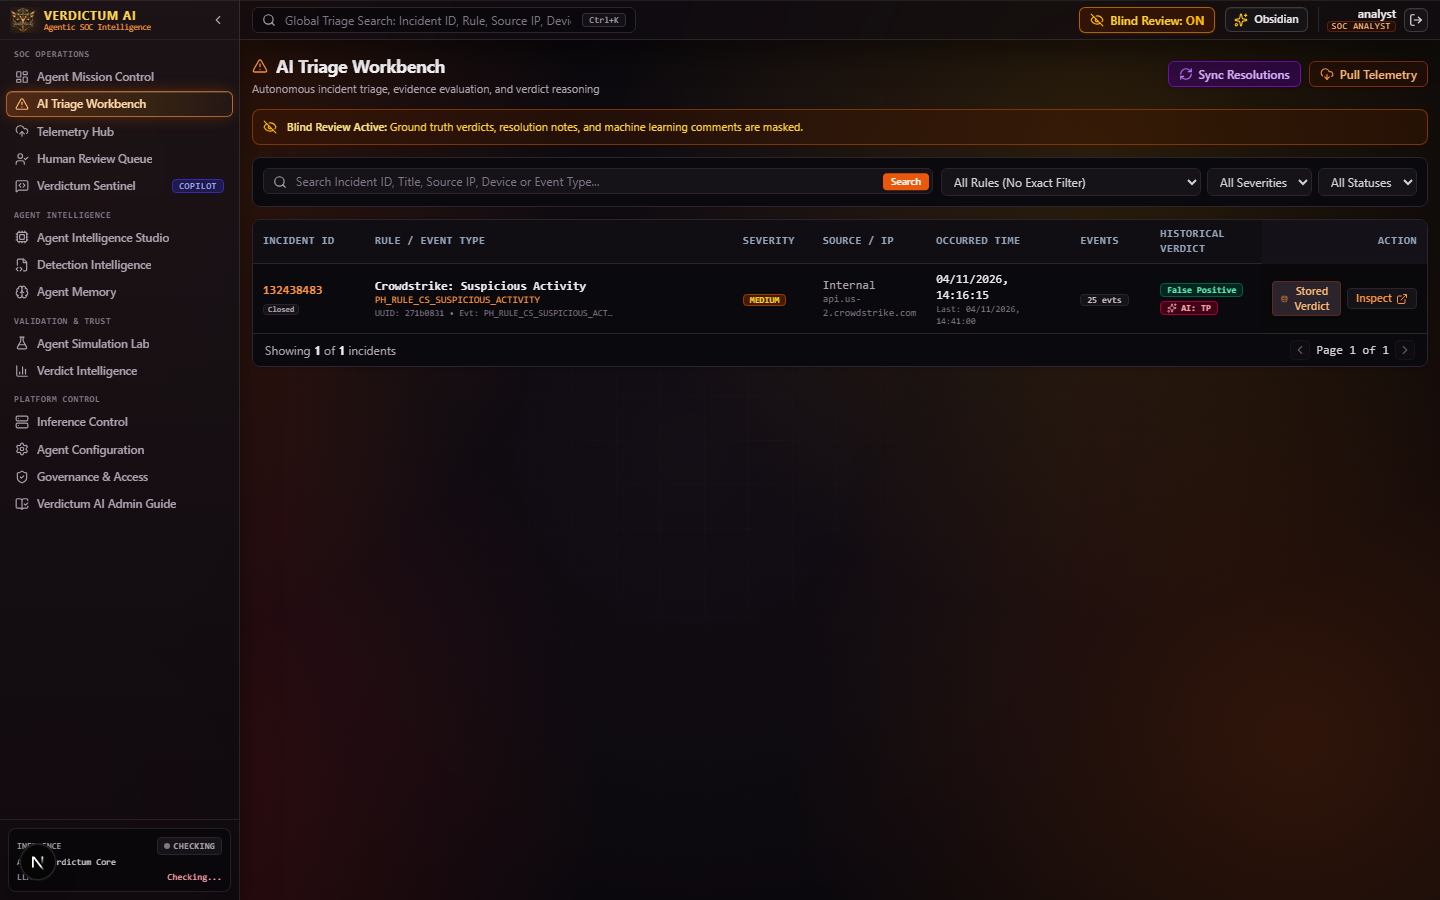 VERDICTUM AI
Agentic SOC Intelligence
Global Triage Search: Incident ID, Rule, Source IP, Devi
Ctrl+K
Blind Review: ON
Obsidian
analyst
SOC ANALYST
SOC OPERATIONS
Agent Mission Control
AI Triage Workbench
Telemetry Hub
Human Review Queue
Verdictum Sentinel
COPILOT
AGENT INTELLIGENCE
Agent Intelligence Studio
Detection Intelligence
Agent Memory
VALIDATION & TRUST
Agent Simulation Lab
Verdict Intelligence
PLATFORM CONTROL
Inference Control
Agent Configuration
Governance & Access
Verdictum AI Admin Guide
CHECKING
rdictum Core
Checking...
N
AI Triage Workbench
Autonomous incident triage, evidence evaluation, and verdict reasoning
Sync Resolutions
Pull Telemetry
Blind Review Active: Ground truth verdicts, resolution notes, and machine learning comments are masked.
Search Incident ID, Title, Source IP, Device or Event Type...
Search
All Rules (No Exact Filter)
All Severities
All Statuses
INCIDENT ID
RULE / EVENT TYPE
SEVERITY
SOURCE / IP
OCCURRED TIME
EVENTS
HISTORICAL
VERDICT
ACTION
132438483
Closed
Crowdstrike: Suspicious Activity
PH_RULE_CS_SUSPICIOUS_ACTIVITY
UUID: 271b0831 • Evt: PH_RULE_CS_SUSPICIOUS_ACT…
MEDIUM
Internal
api.us-
2.crowdstrike.com
04/11/2026,
14:16:15
Last: 04/11/2026,
14:41:00
25 evts
False Positive
AI: TP
Stored
Verdict
Inspect
Showing 1 of 1 incidents
Page 1 of 1